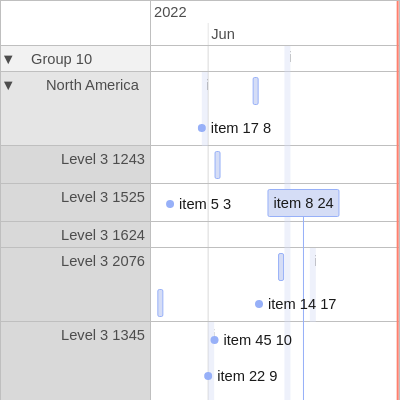 2022
Jun
▼ Group 10
i
▼ North America
i
item 17 8
Level 3 1243
Level 3 1525
item 5 3
item 8 24
Level 3 1624
Level 3 2076
i
item 14 17
Level 3 1345
item 45 10
item 22 9